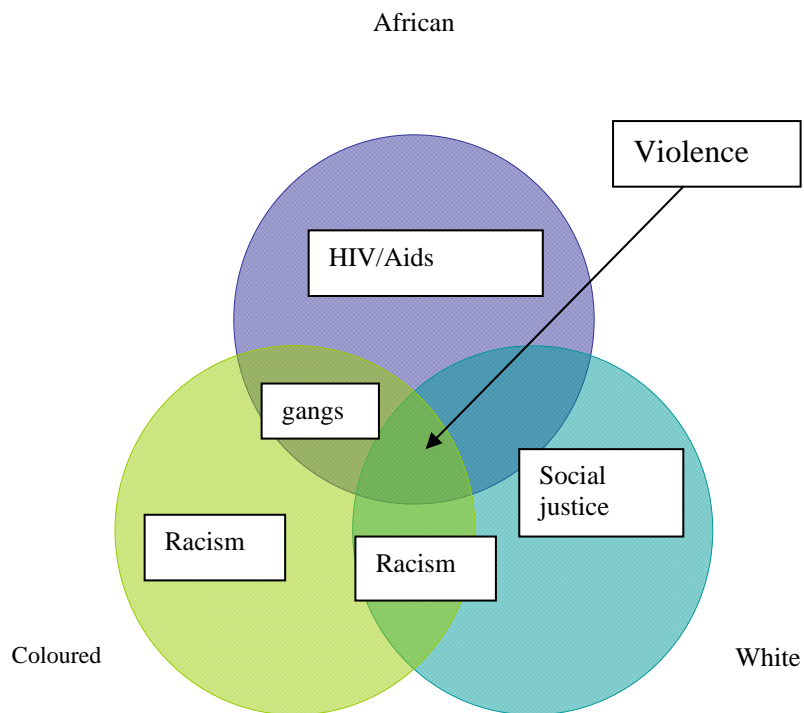 African
Violence
HIV/Aids
gangs
Social
justice
Racism
Racism
Coloured
White